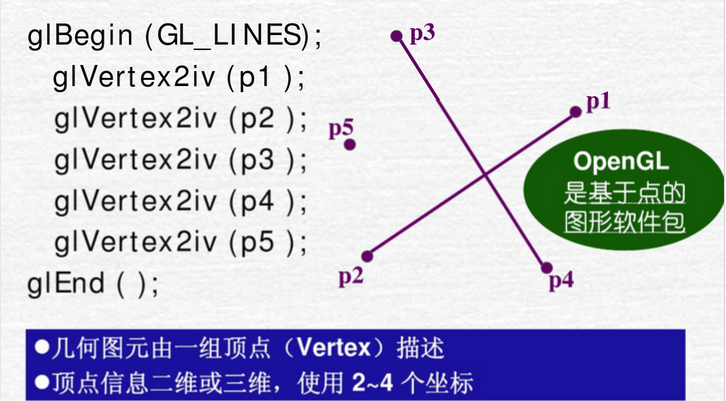 glBegin (GL_LINES);
glVertex2iv (p1 );
glVertex2iv (p2 );
glVertex2iv (p3 );
glVertex2iv (p4 );
glVertex2iv (p5 );
glEnd ( );
p3
p1
p5
p2
p4
OpenGL
是基于点的
图形软件包
●几何图元由一组顶点（Vertex）描述
●顶点信息二维或三维，使用 2~4 个坐标